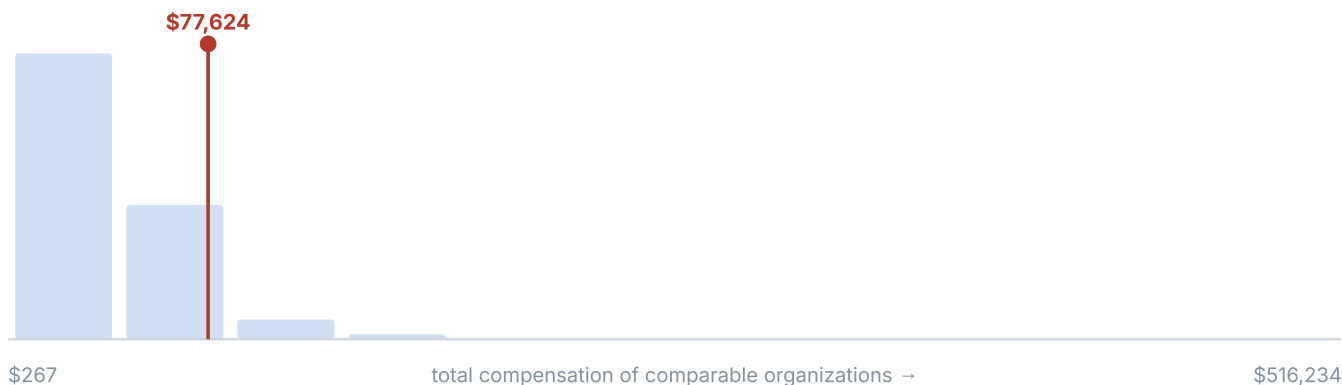 $77,624
$267 total compensation of comparable organizations → $516,234